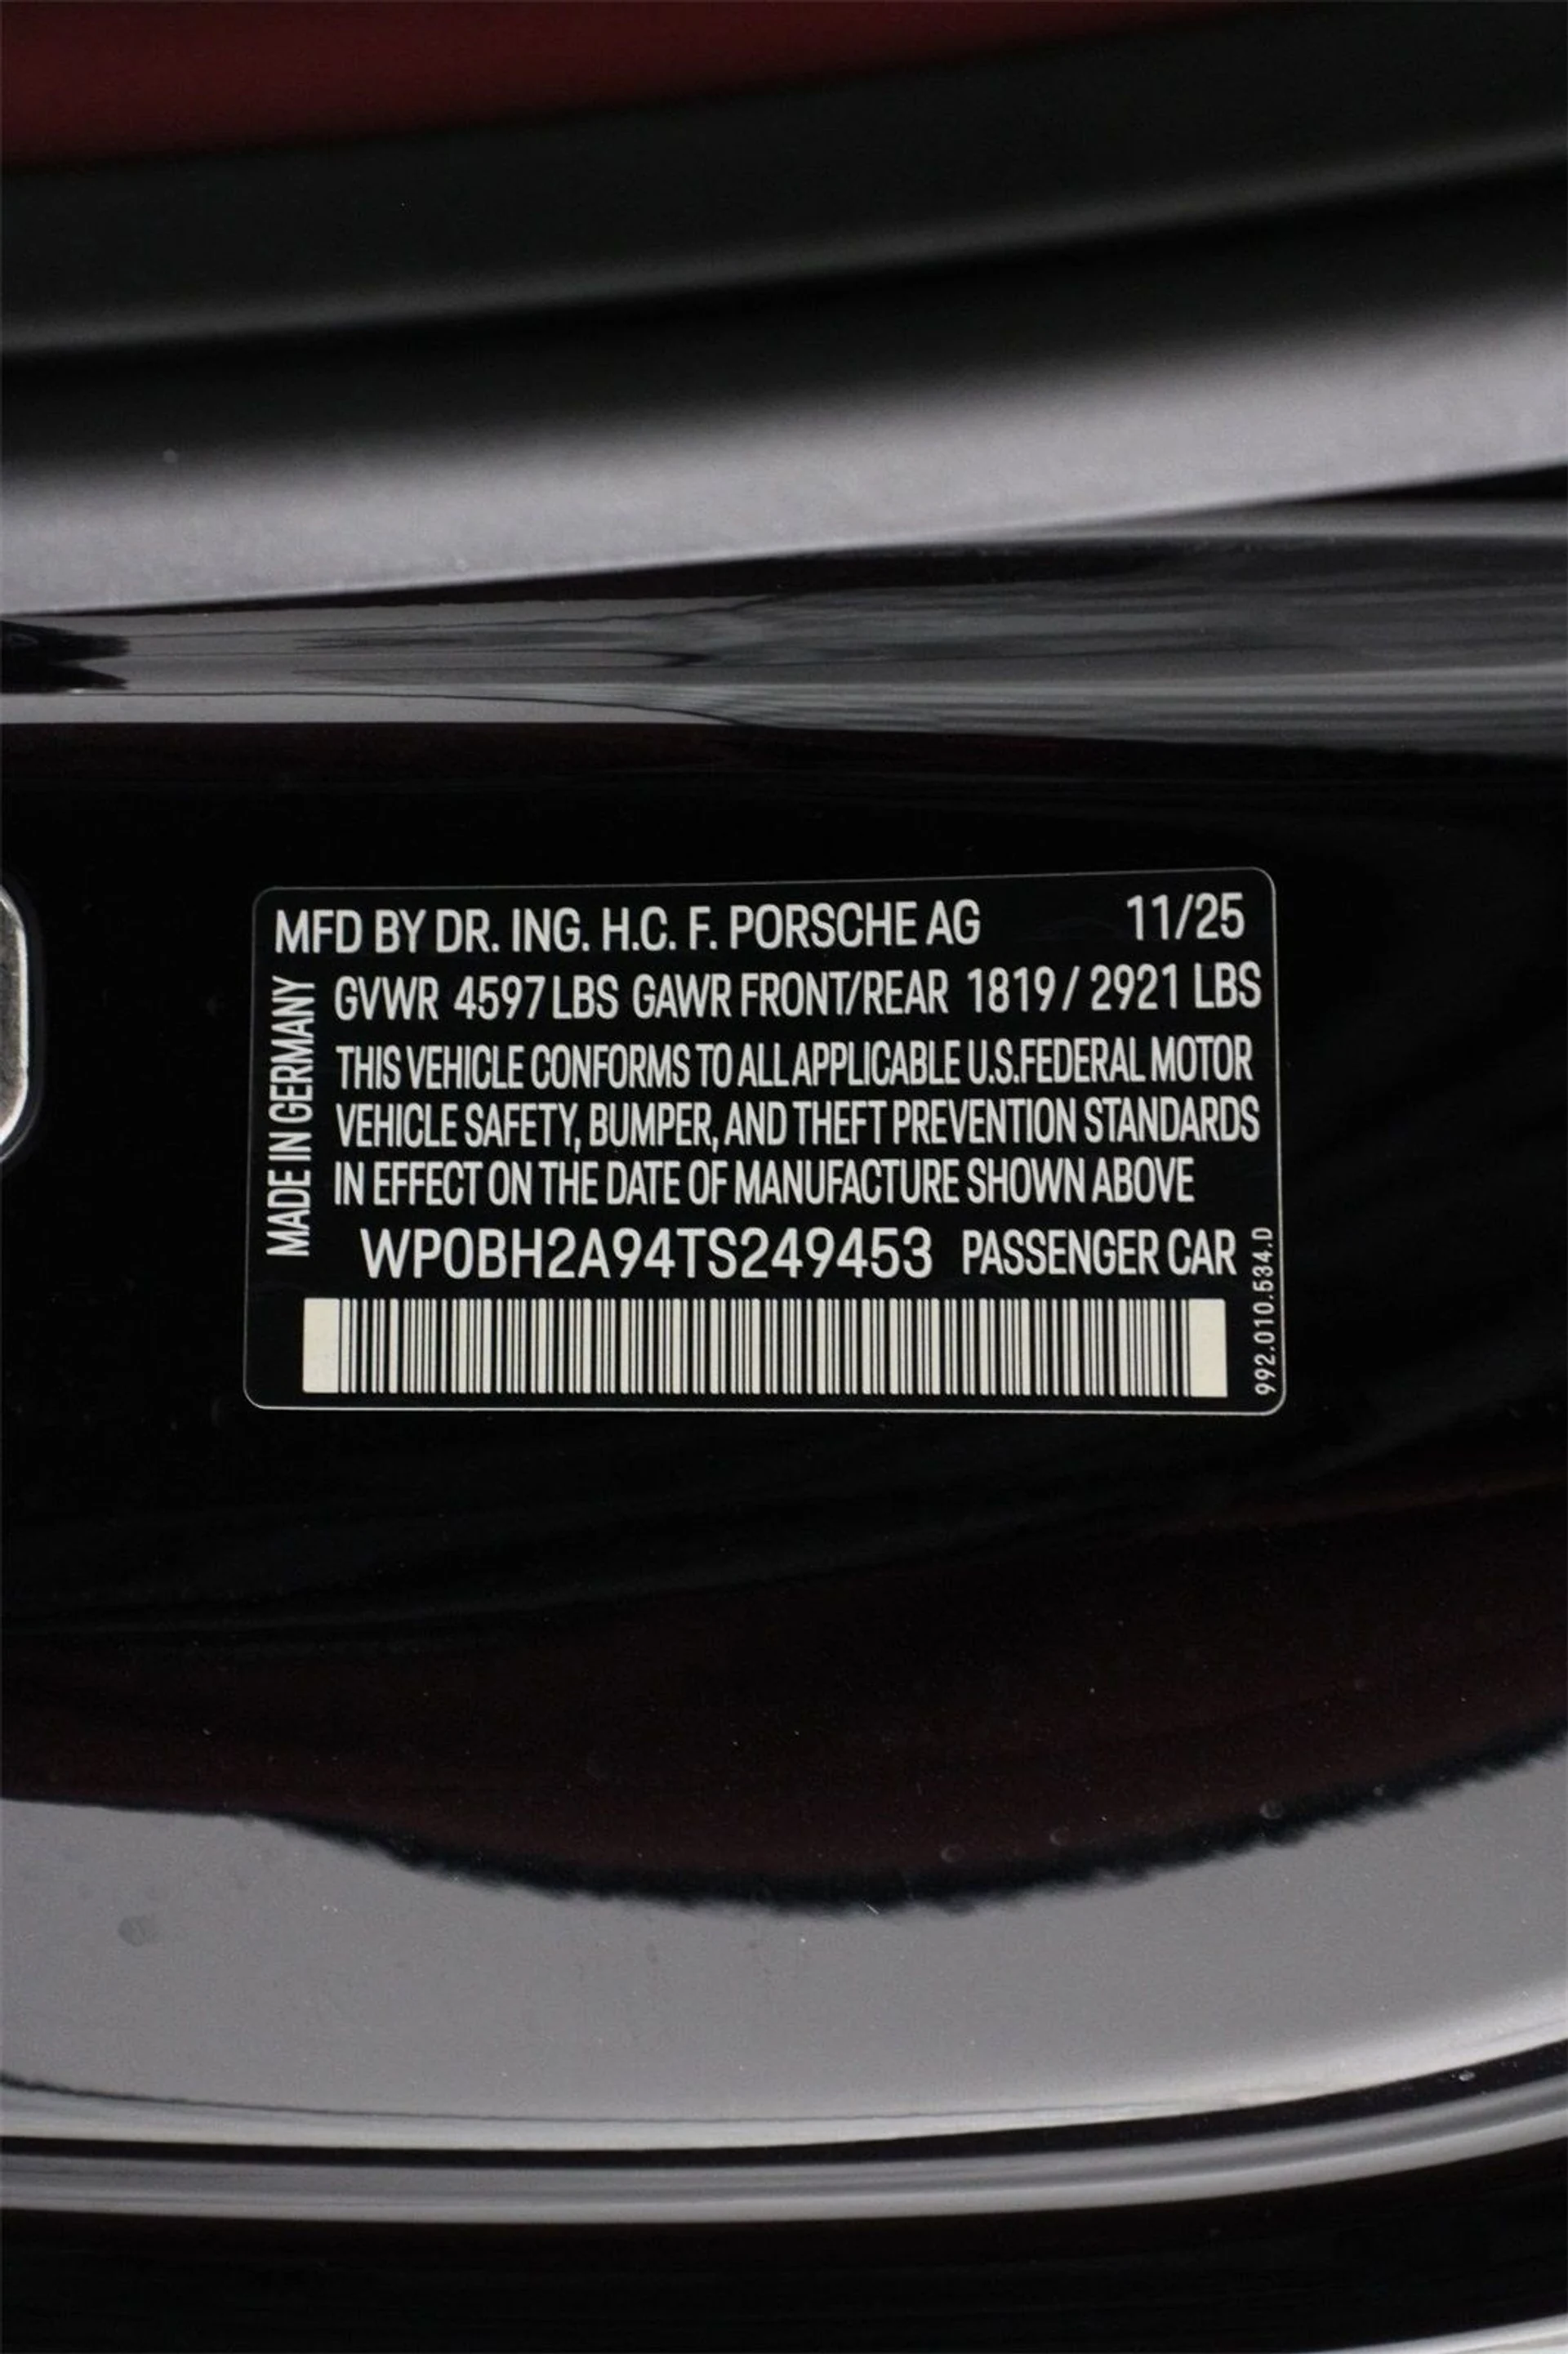 MFD BY DR. ING. H.C. F. PORSCHE AG 11/25
GVWR 4597 LBS GAWR FRONT/REAR 1819 / 2921 LBS
THIS VEHICLE CONFORMS TO ALL APPLICABLE U.S.FEDERAL MOTOR
VEHICLE SAFETY, BUMPER, AND THEFT PREVENTION STANDARDS
IN EFFECT ON THE DATE OF MANUFACTURE SHOWN ABOVE
WP0BH2A94TS249453 PASSENGER CAR
MADE IN GERMANY
992.010.534.D